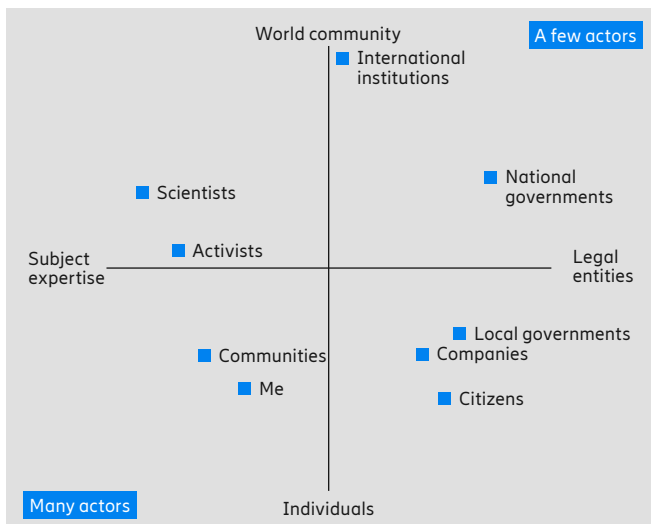 World community
A few actors
International
institutions
National
governments
Scientists
Activists
Subject
expertise
Legal
entities
Local governments
Communities
Companies
Me
Citizens
Many actors
Individuals